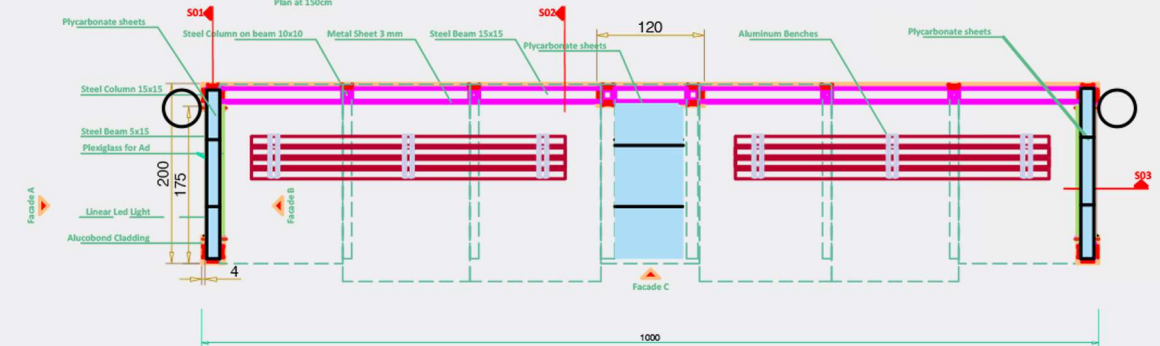 Plan at 150cm
S01
S02
120
Plycarbonate sheets
Steel Column on beam 10x10
Metal Sheet 3 mm
Steel Beam 15x15
Plycarbonate sheets
Aluminum Benches
Plycarbonate sheets
Steel Column 15x15
Steel Beam 5x15
Plexiglass for Ad
200
175
S03
Facade A
Facade B
Linear Led Light
Alucobond Cladding
4
Facade C
1000